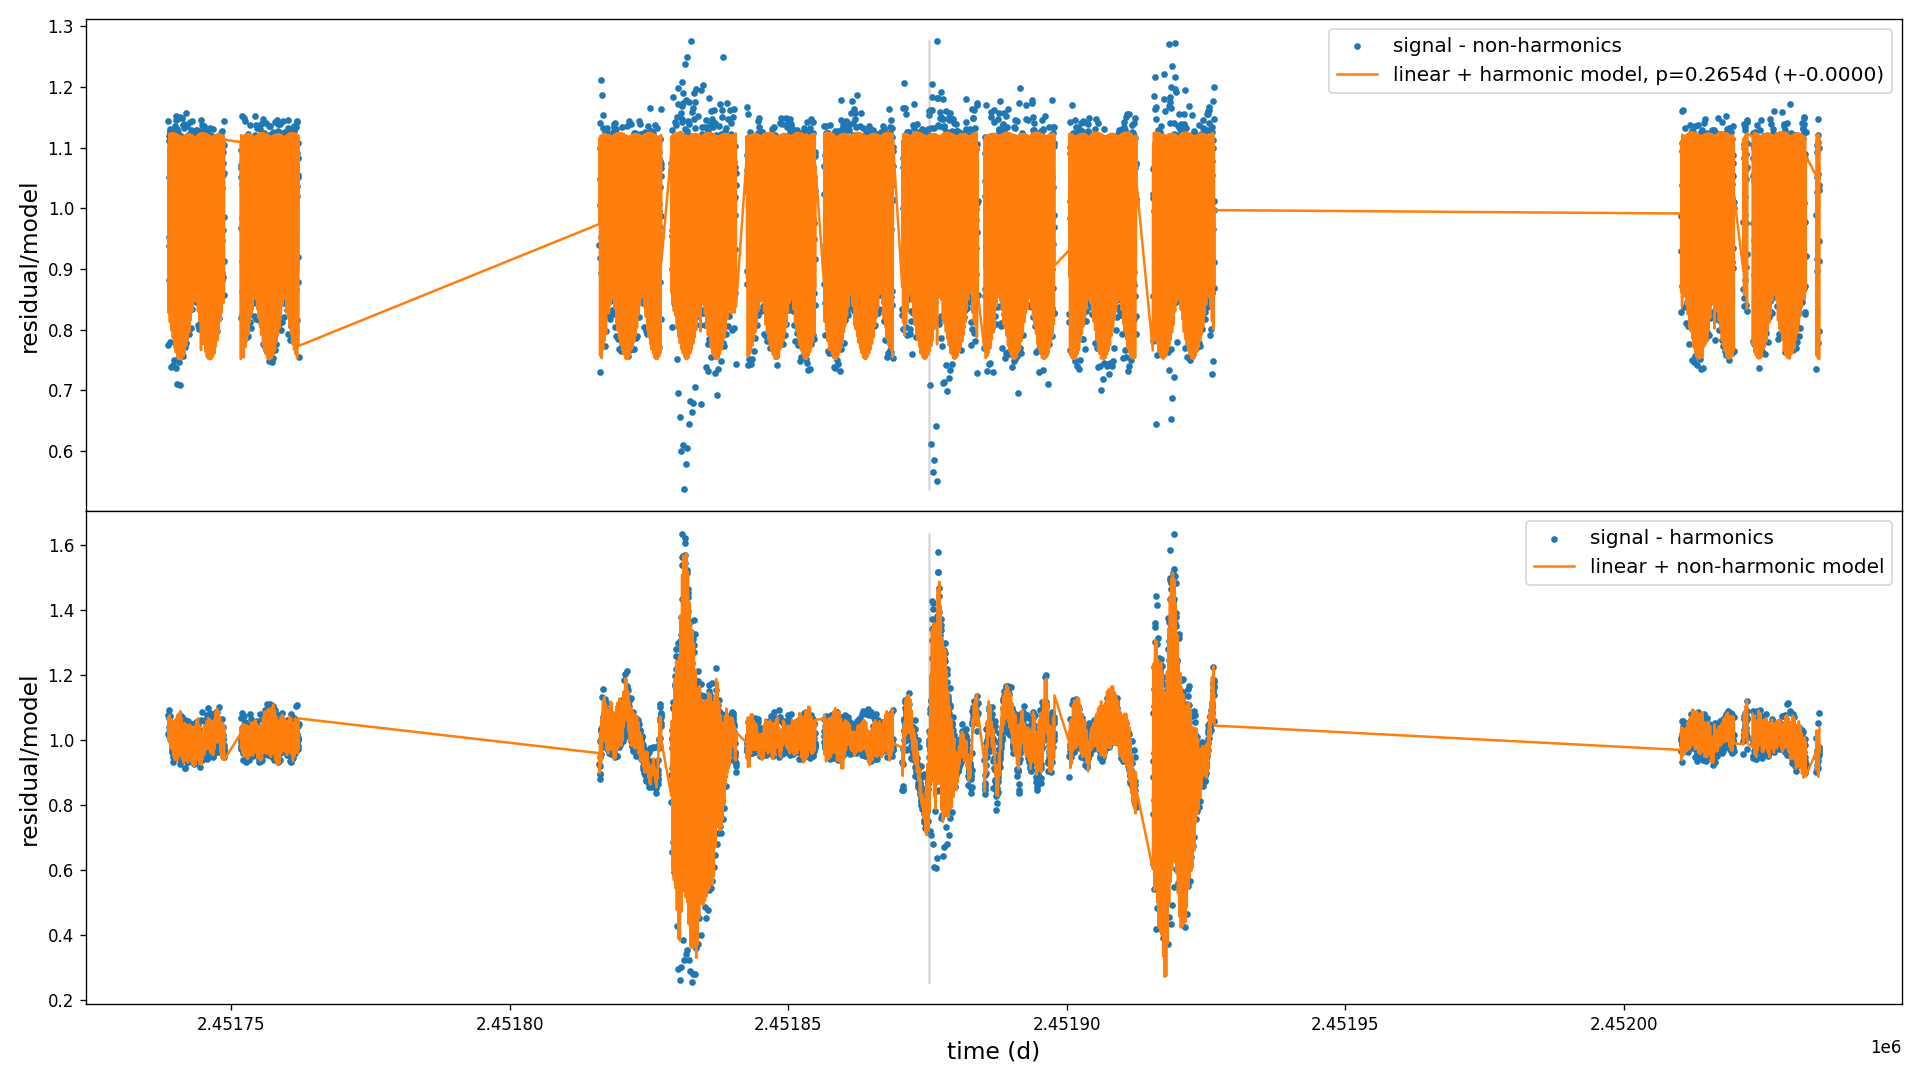 1.3
signal - non-harmonics
linear + harmonic model, p=0.2654d (+-0.0000)
1.2
1.1
1.0
0.9
0.8
0.7
0.6
residual/model
signal - harmonics
linear + non-harmonic model
1.6
1.4
1.2
1.0
0.8
0.6
0.4
0.2
residual/model
2.45175 2.45180 2.45185 2.45190 2.45195 2.45200
time (d)
1e6